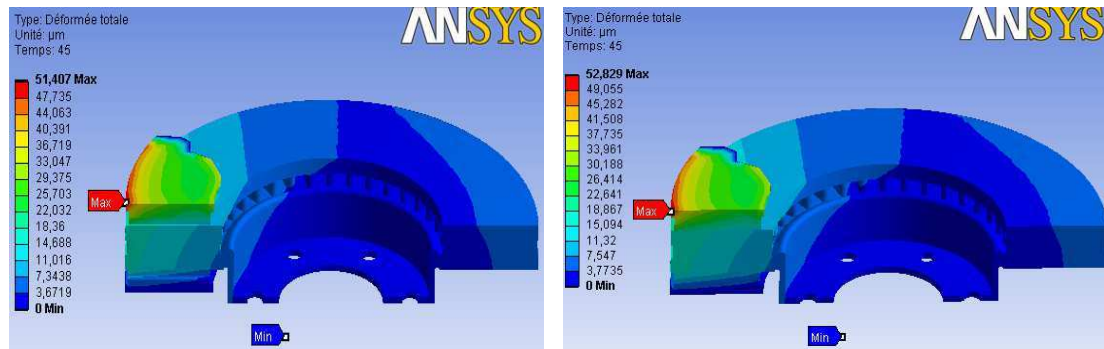 Type: Déformée totale
Unité: µm
Temps: 45
ANSYS
51,407 Max
47,735
44,063
40,391
36,719
33,047
29,375
25,703
22,032
18,36
14,688
11,016
7,3438
3,6719
0 Min
Max
Min
Type: Déformée totale
Unité: µm
Temps: 45
ANSYS
52,829 Max
49,055
45,282
41,508
37,735
33,961
30,188
26,414
22,641
18,867
15,094
11,32
7,547
3,7735
0 Min
Max
Min